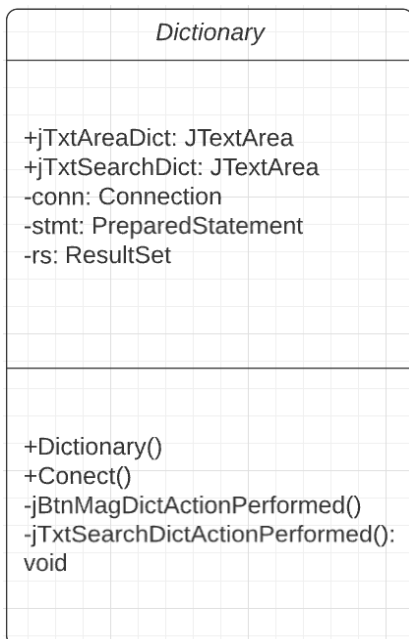 Dictionary
+jTxtAreaDict: JTextArea
+jTxtSearchDict: JTextArea
-conn: Connection
-stmt: PreparedStatement
-rs: ResultSet
+Dictionary()
+Conect()
-jBtnMagDictActionPerformed()
-jTxtSearchDictActionPerformed():
void